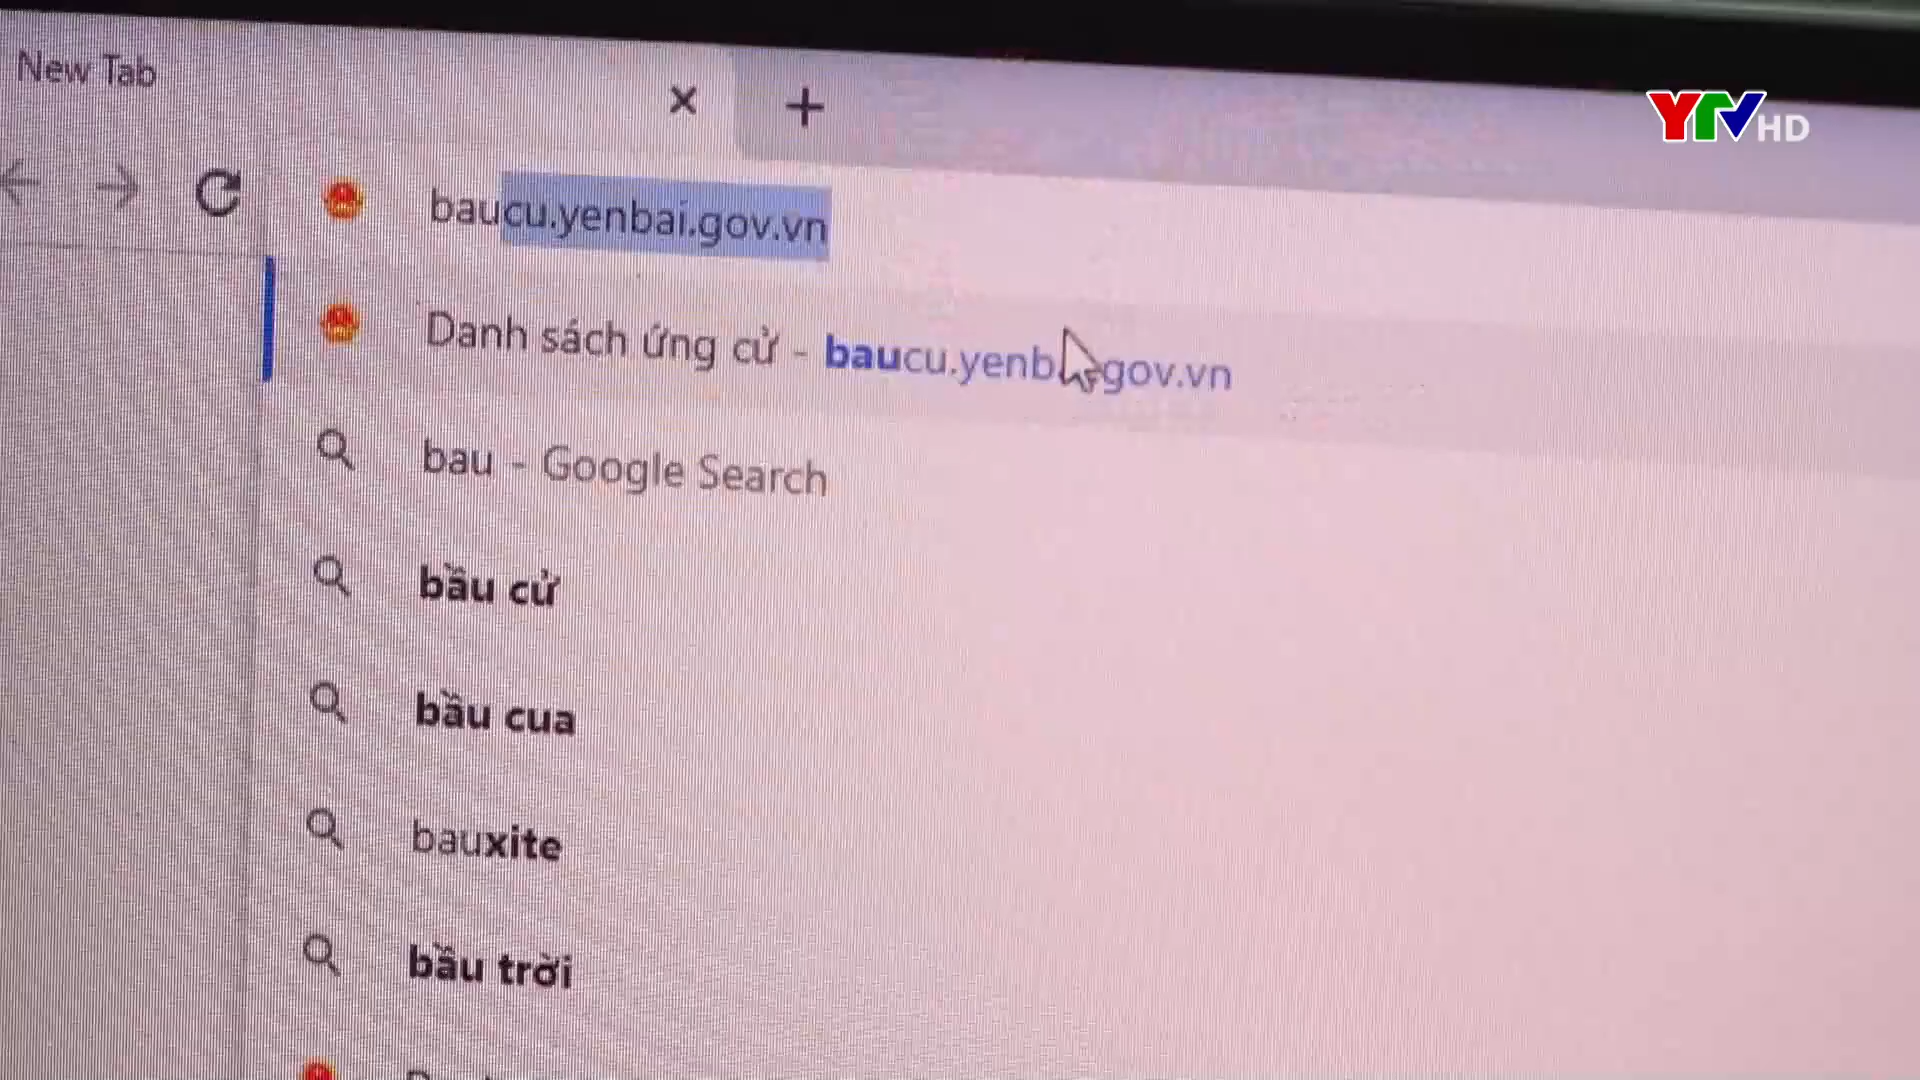 New Tab
YTV HD
baucu.yenbai.gov.vn
Danh sách ứng cử - baucu.yenb gov.vn
bau - Google Search
bầu cử
bầu cua
bauxite
bầu trời